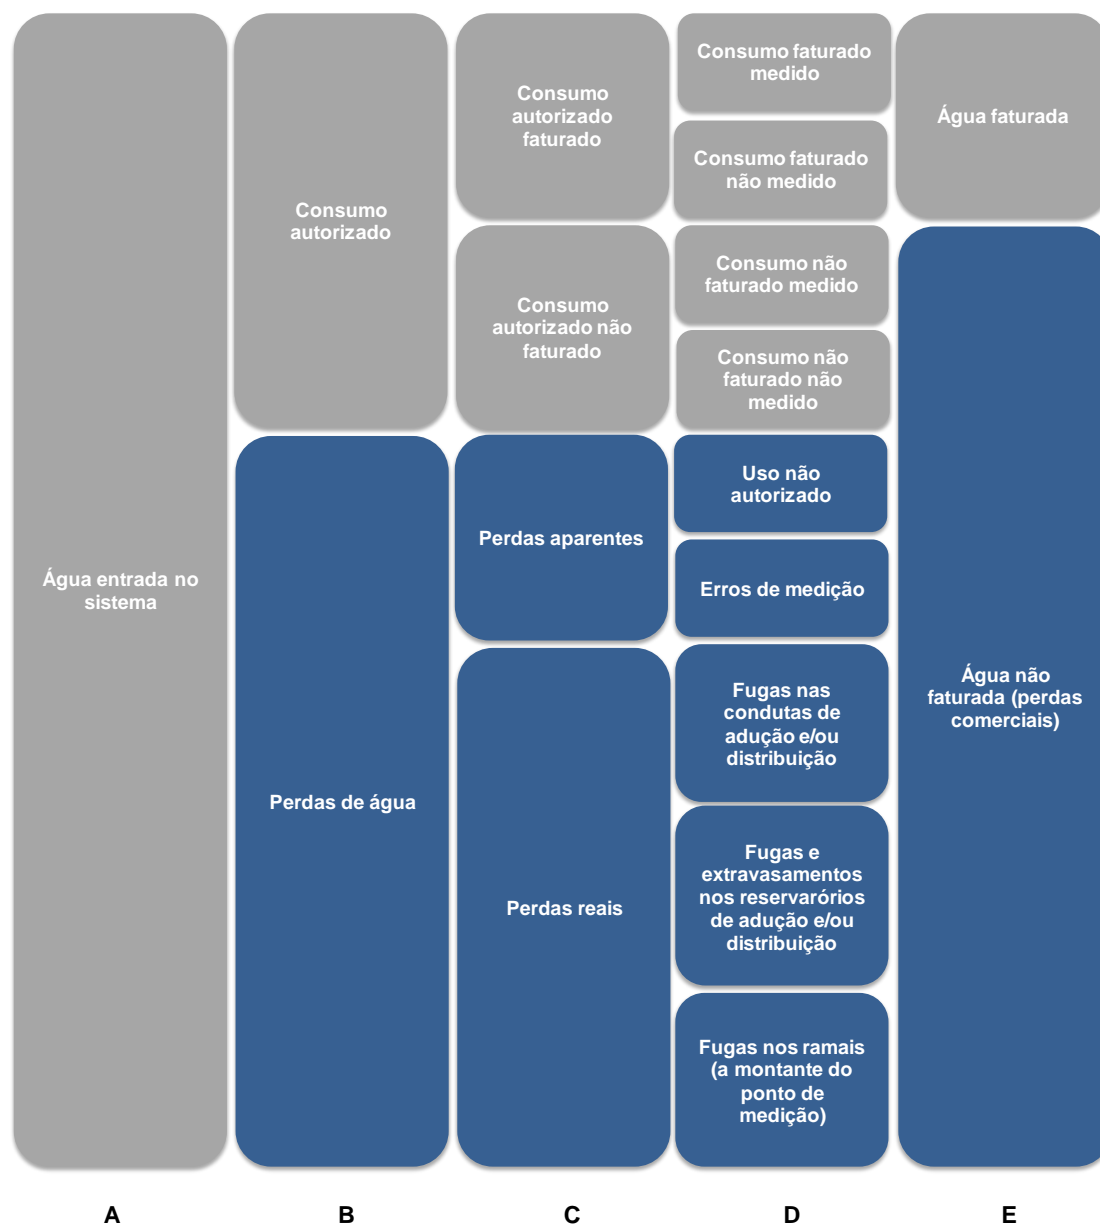 Água entrada no
sistema
Consumo
autorizado
Perdas de água
Consumo
autorizado
faturado
Consumo
autorizado não
faturado
Perdas aparentes
Perdas reais
Consumo faturado
medido
Consumo faturado
não medido
Consumo não
faturado medido
Consumo não
faturado não
medido
Uso não
autorizado
Erros de medição
Fugas nas
condutas de
adução e/ou
distribuição
Fugas e
extravasamentos
nos reservarórios
de adução e/ou
distribuição
Fugas nos ramais
(a montante do
ponto de
medição)
Água faturada
Água não
faturada (perdas
comerciais)
A
B
C
D
E